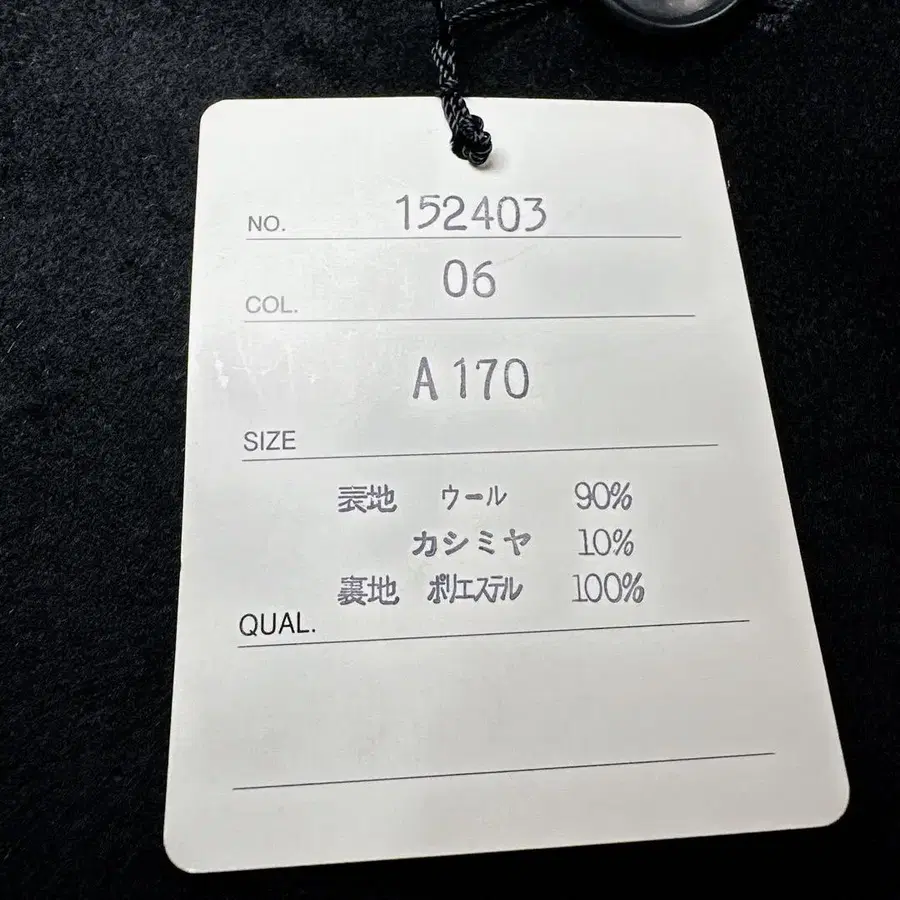 NO. 152403
COL. 06
SIZE A 170
表地 ウール 90%
カシミヤ 10%
裏地 ポリエステル 100%
QUAL.